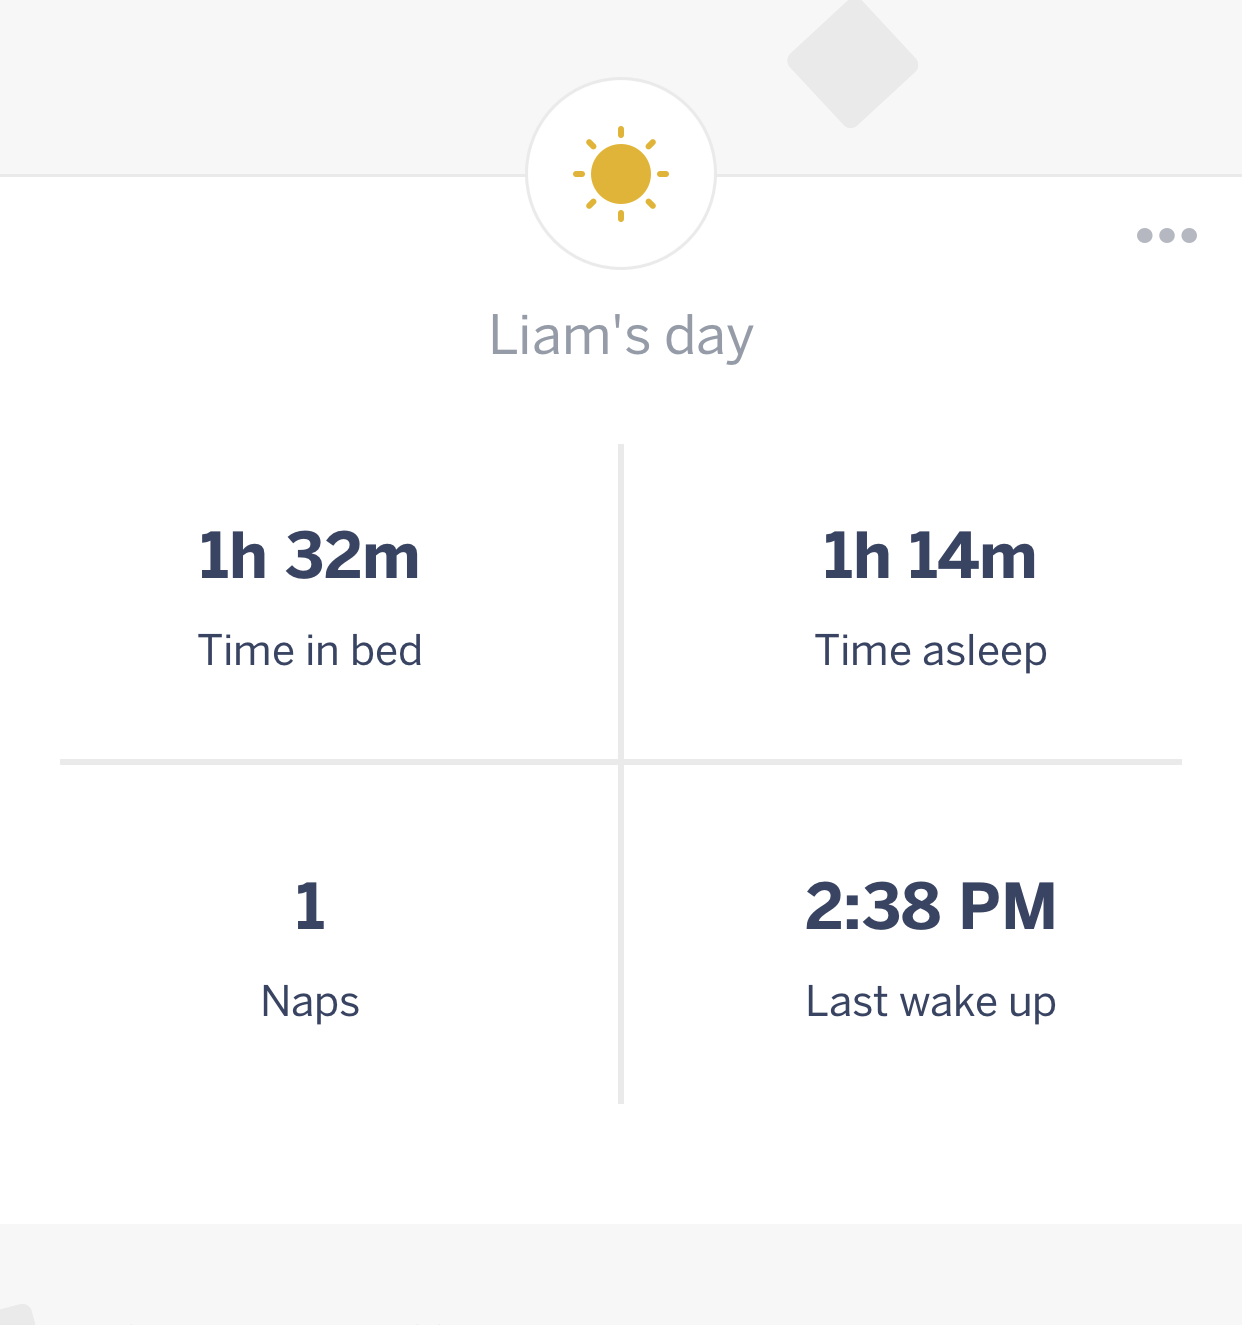 Liam's day
1h 32m
Time in bed
1h 14m
Time asleep
1
Naps
2:38 PM
Last wake up